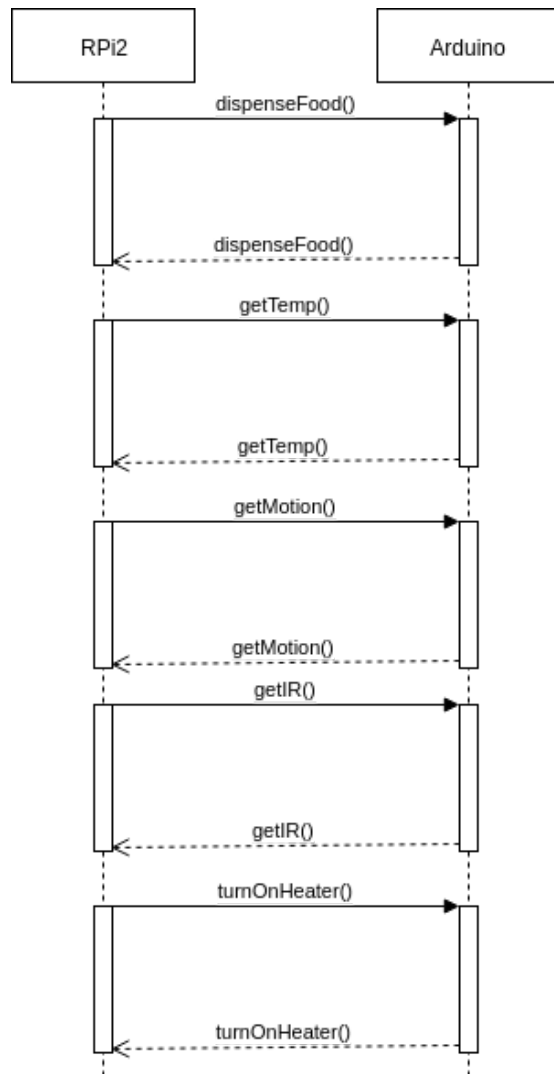 RPi2
Arduino
dispenseFood()
dispenseFood()
getTemp()
getTemp()
getMotion()
getMotion()
getIR()
getIR()
turnOnHeater()
turnOnHeater()